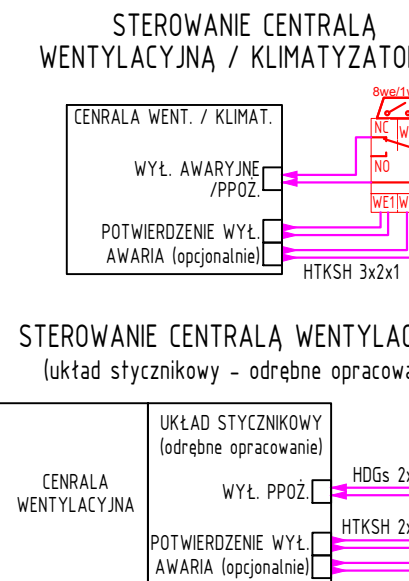 STEROWANIE CENTRALĄ
WENTYLACYJNĄ / KLIMATYZATO
8we/1w
CENRALA WENT. / KLIMAT.
NC W
WYŁ. AWARYJNE
/PPOŻ.
NO
WE1 W
POTWIERDZENIE WYŁ.
AWARIA (opcjonalnie)
HTKSH 3x2x1
STEROWANIE CENTRALĄ WENTYLAC
(układ stycznikowy - odrębne opracowa
UKŁAD STYCZNIKOWY
(odrębne opracowanie)
CENRALA
WENTYLACYJNA
WYŁ. PPOŻ.
HDGs 2x
HTKSH 2x
POTWIERDZENIE WYŁ.
AWARIA (opcjonalnie)